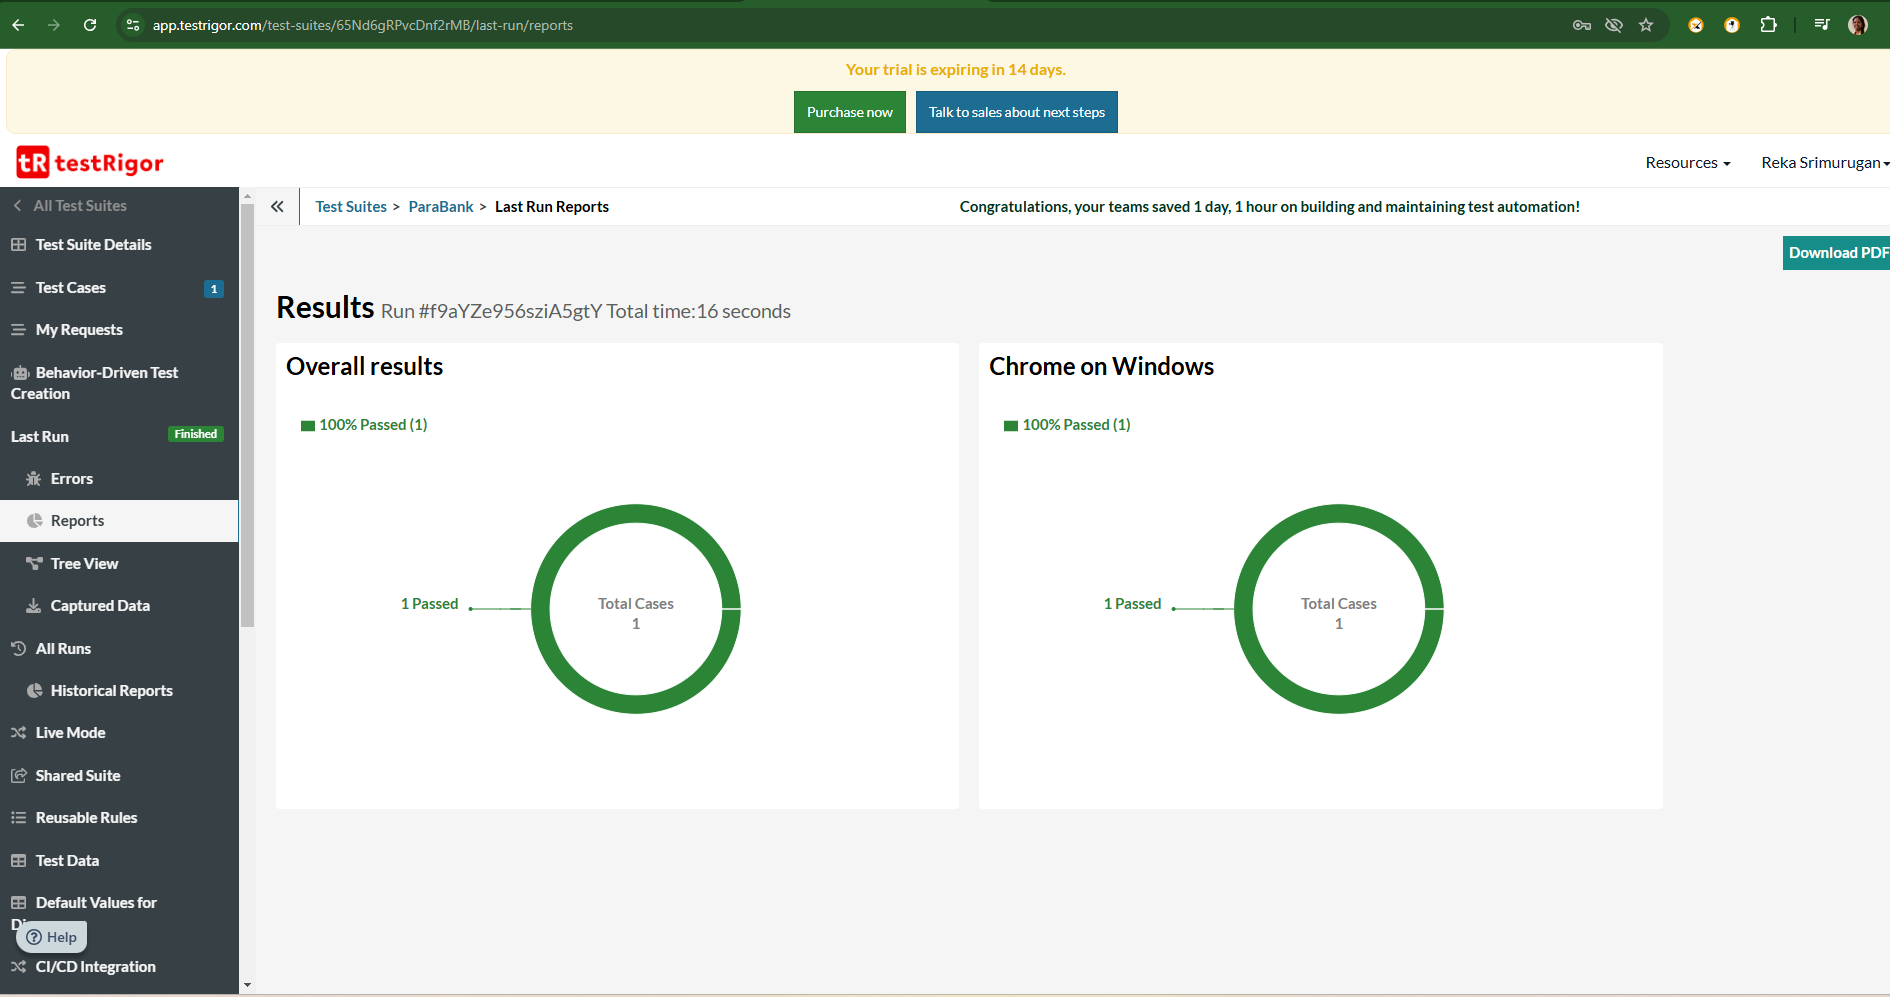 app.testrigor.com/test-suites/65Nd6gRPvcDnf2rMB/last-run/reports
Your trial is expiring in 14 days.
Purchase now
Talk to sales about next steps
tR testRigor
Resources
Reka Srimurugan
All Test Suites
Test Suite Details
Test Cases
1
My Requests
Behavior-Driven Test
Creation
Last Run
Finished
Errors
Reports
Tree View
Captured Data
All Runs
Historical Reports
Live Mode
Shared Suite
Reusable Rules
Test Data
Default Values for
Help
CI/CD Integration
Test Suites > ParaBank > Last Run Reports
Congratulations, your teams saved 1 day, 1 hour on building and maintaining test automation!
Download PDF
Results Run #f9aYZe956sziA5gtY Total time:16 seconds
Overall results
100% Passed (1)
1 Passed
Total Cases
1
Chrome on Windows
100% Passed (1)
1 Passed
Total Cases
1